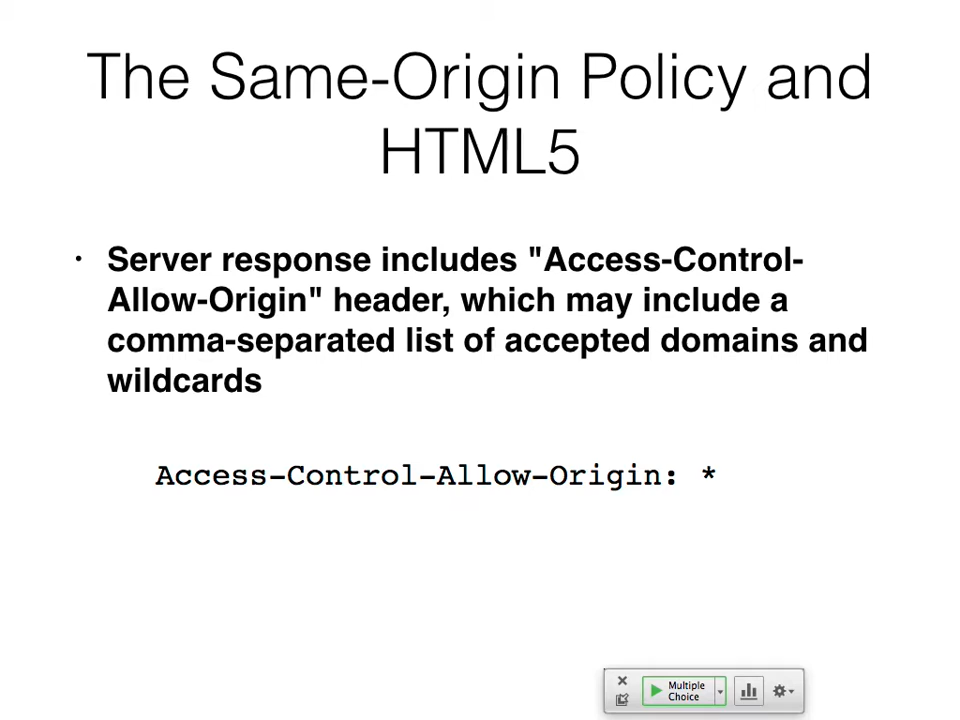 The Same-Origin Policy and
HTML5
• Server response includes "Access-Control-
Allow-Origin" header, which may include a
comma-separated list of accepted domains and
wildcards
Access-Control-Allow-Origin: *
Multiple
Choice